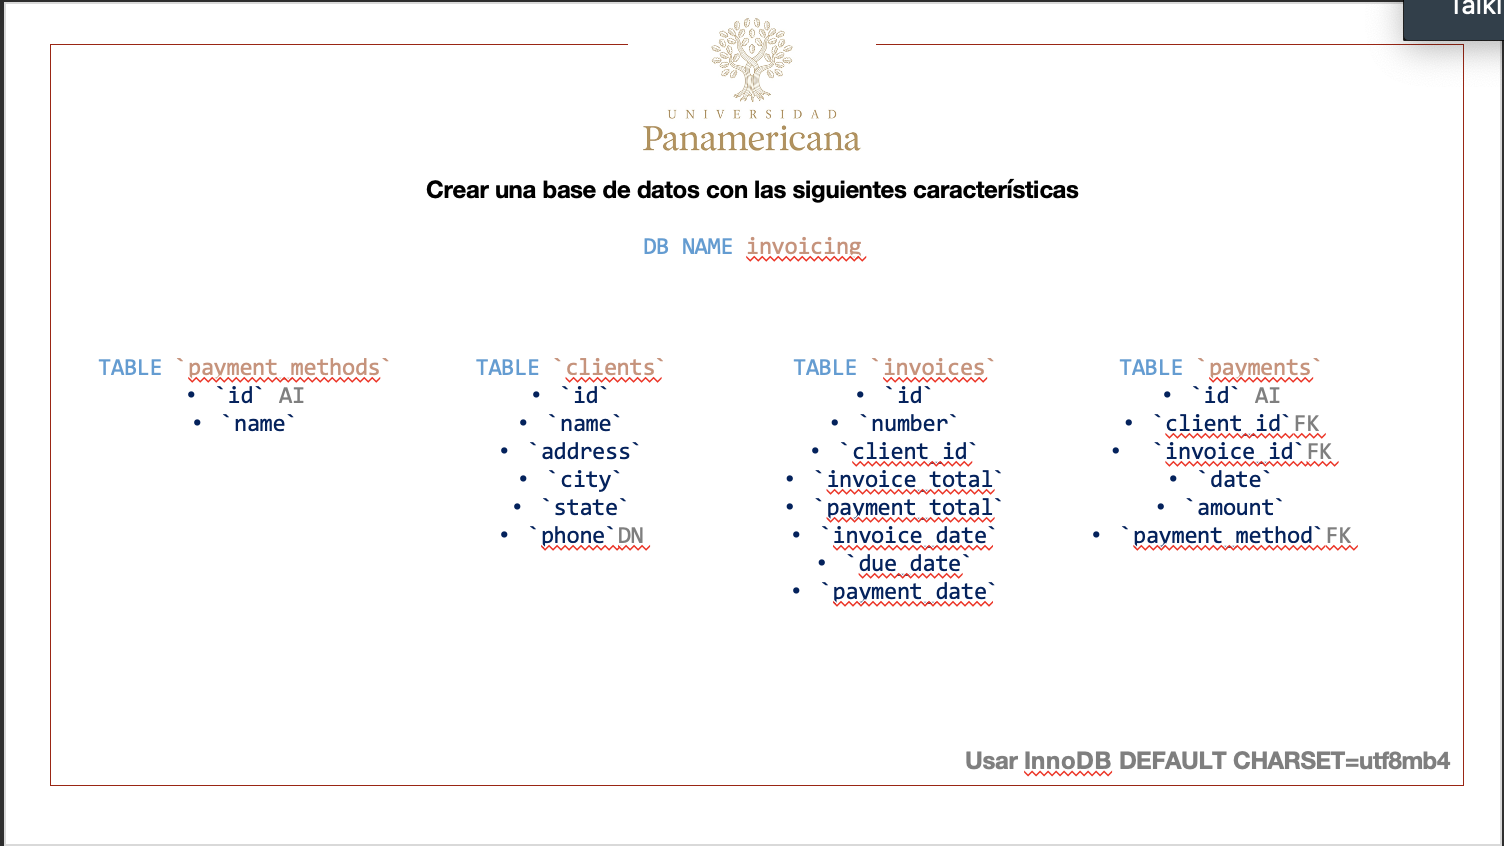 Talki
UNIVERSIDAD
Panamericana
Crear una base de datos con las siguientes características
DB NAME invoicing
TABLE `payment_methods`
• `id` AI
• `name`
TABLE `clients`
• `id`
• `name`
• `address`
• `city`
• `state`
• `phone`DN
TABLE `invoices`
• `id`
• `number`
• `client_id`
• `invoice_total`
• `payment_total`
• `invoice_date`
• `due_date`
• `payment_date`
TABLE `payments`
• `id` AI
• `client_id`FK
• `invoice_id`FK
• `date`
• `amount`
• `payment_method`FK
Usar InnoDB DEFAULT CHARSET=utf8mb4